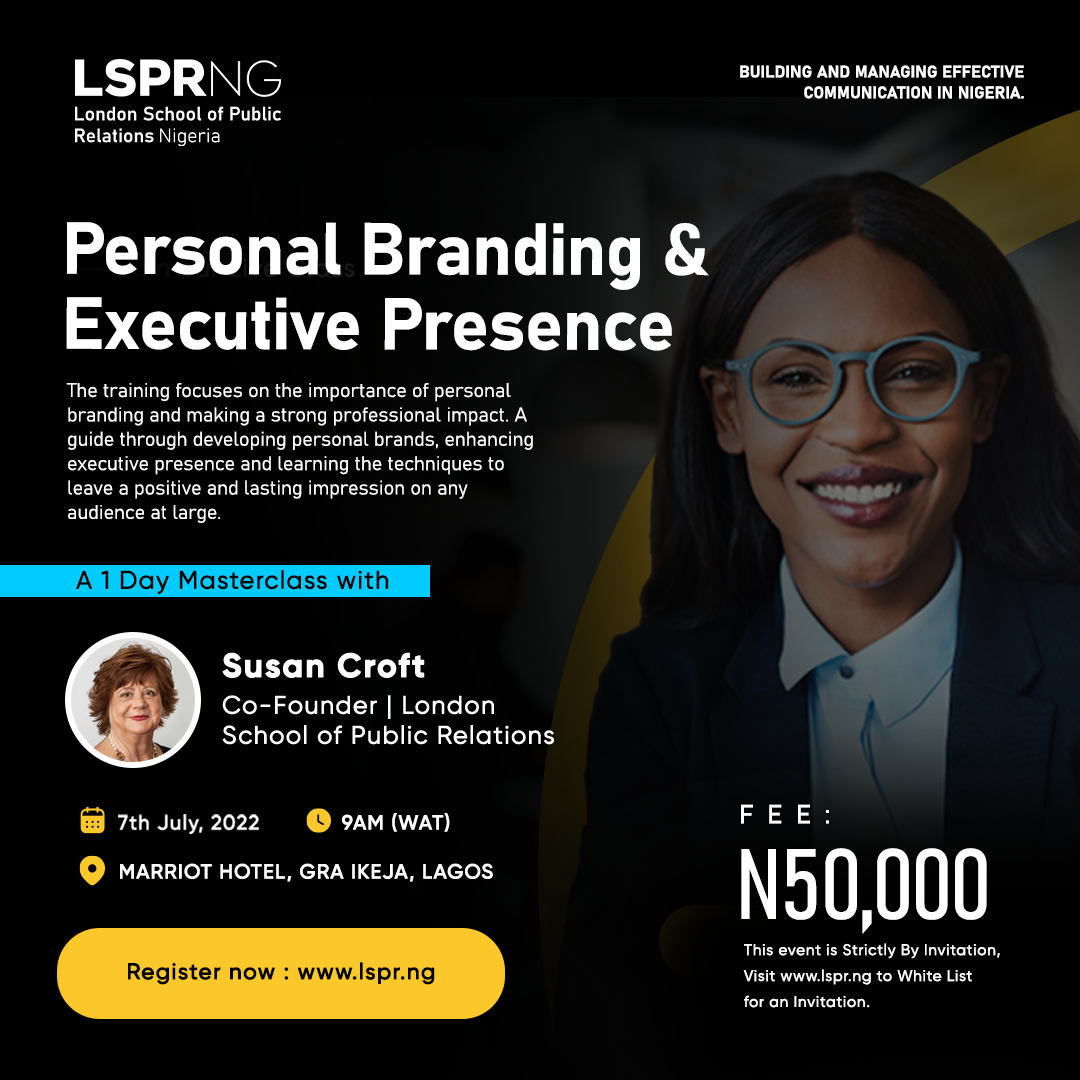 LSPRNG
London School of Public
Relations Nigeria
BUILDING AND MANAGING EFFECTIVE
COMMUNICATION IN NIGERIA.
Personal Branding &
Executive Presence
The training focuses on the importance of personal
branding and making a strong professional impact. A
guide through developing personal brands, enhancing
executive presence and learning the techniques to
leave a positive and lasting impression on any
audience at large.
A 1 Day Masterclass with
Susan Croft
Co-Founder | London
School of Public Relations
7th July, 2022
9AM (WAT)
MARRIOT HOTEL, GRA IKEJA, LAGOS
Register now : www.lspr.ng
FEE:
N50,000
This event is Strictly By Invitation,
Visit www.lspr.ng to White List
for an Invitation.